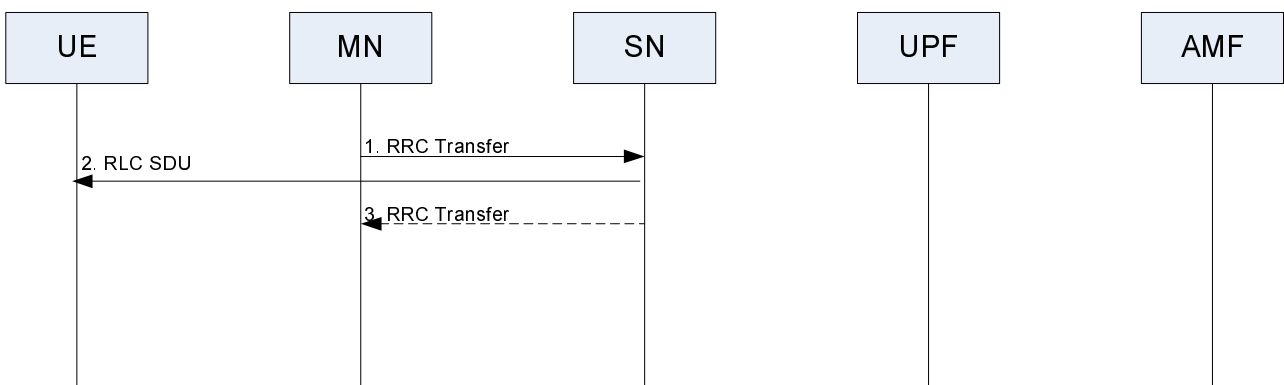 UE
MN
SN
UPF
AMF
1. RRC Transfer
2. RLC SDU
3. RRC Transfer